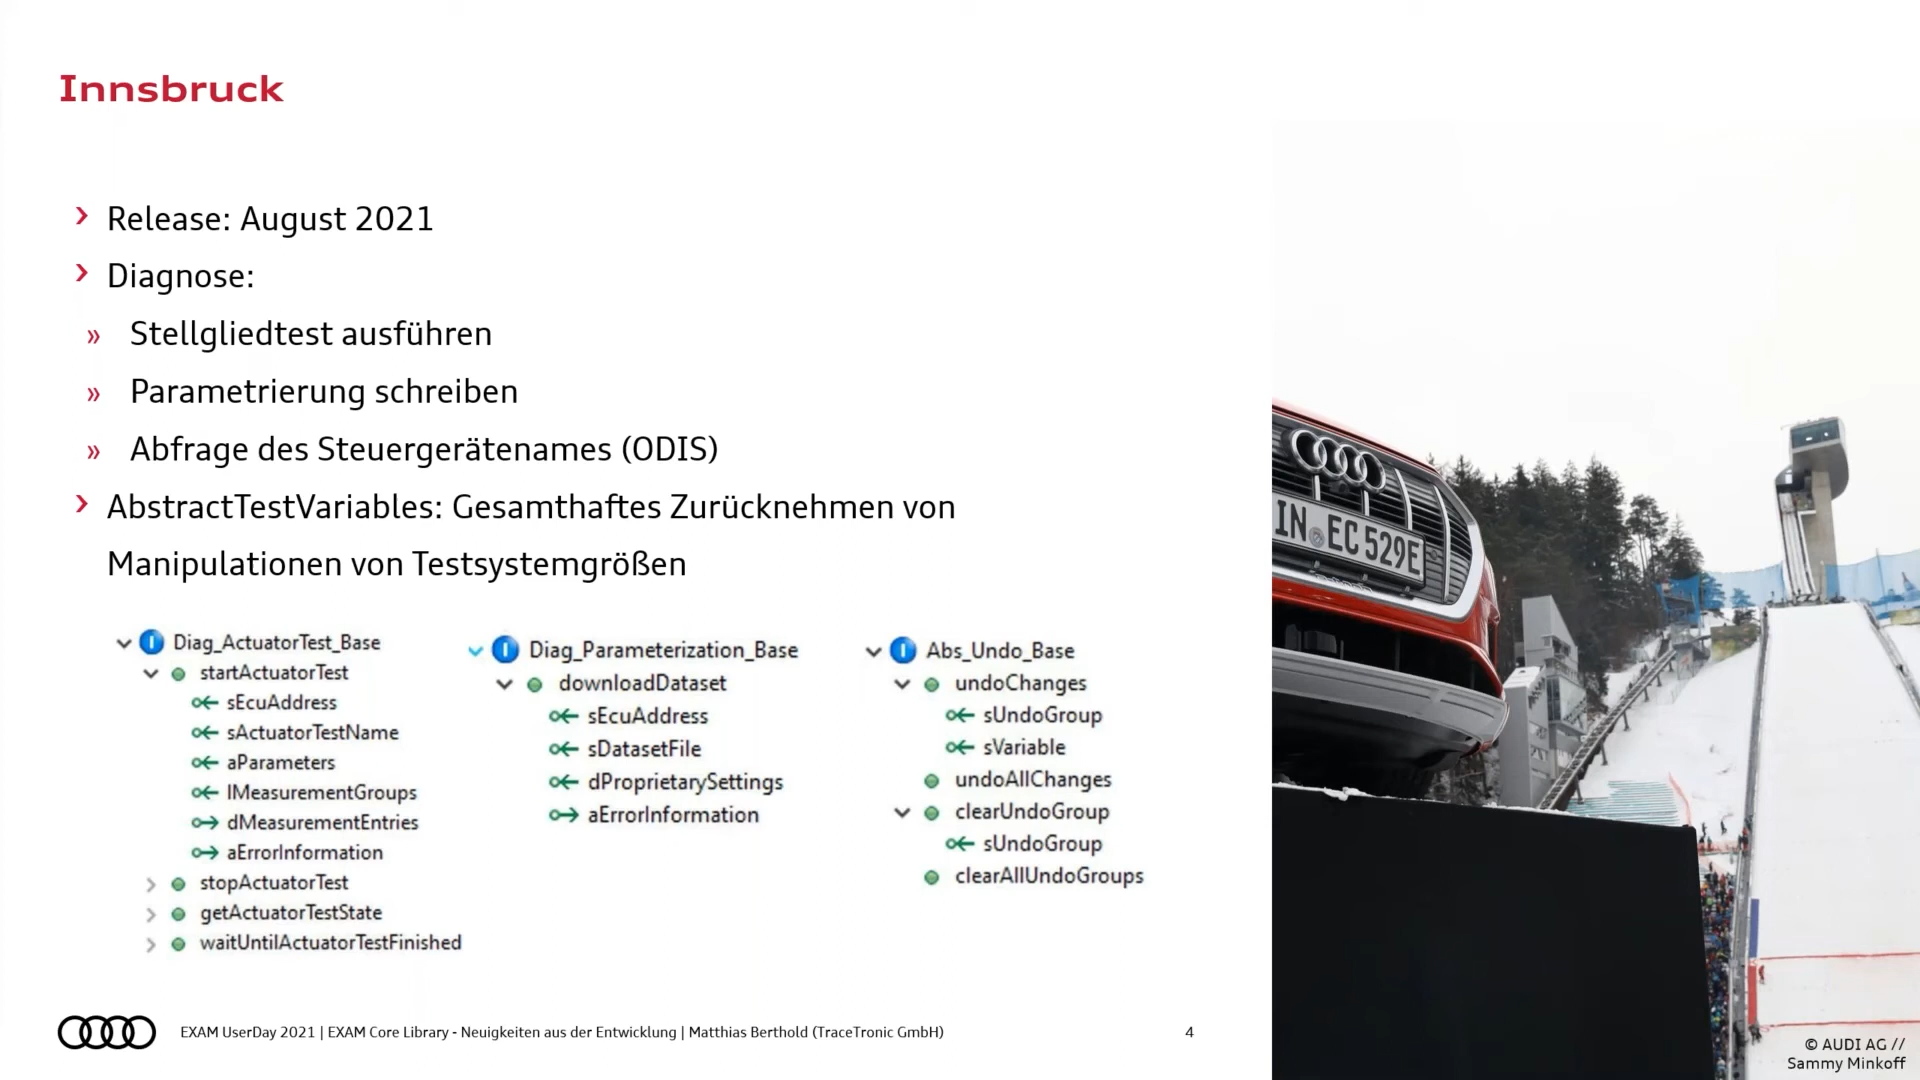 Innsbruck
Release: August 2021
Diagnose:
Stellgliedtest ausführen
Parametrierung schreiben
Abfrage des Steuergerätenames (ODIS)
AbstractTestVariables: Gesamthaftes Zurücknehmen von
Manipulationen von Testsystemgrößen
Diag_ActuatorTest_Base
startActuatorTest
sEcuAddress
sActuatorTestName
aParameters
lMeasurementGroups
dMeasurementEntries
aErrorInformation
stopActuatorTest
getActuatorTestState
waitUntilActuatorTestFinished
Diag_Parameterization_Base
downloadDataset
sEcuAddress
sDatasetFile
dProprietarySettings
aErrorInformation
Abs_Undo_Base
undoChanges
sUndoGroup
sVariable
undoAllChanges
clearUndoGroup
sUndoGroup
clearAllUndoGroups
IN EC 529E
EXAM UserDay 2021 | EXAM Core Library - Neuigkeiten aus der Entwicklung | Matthias Berthold (TraceTronic GmbH)
4
© AUDI AG //
Sammy Minkoff